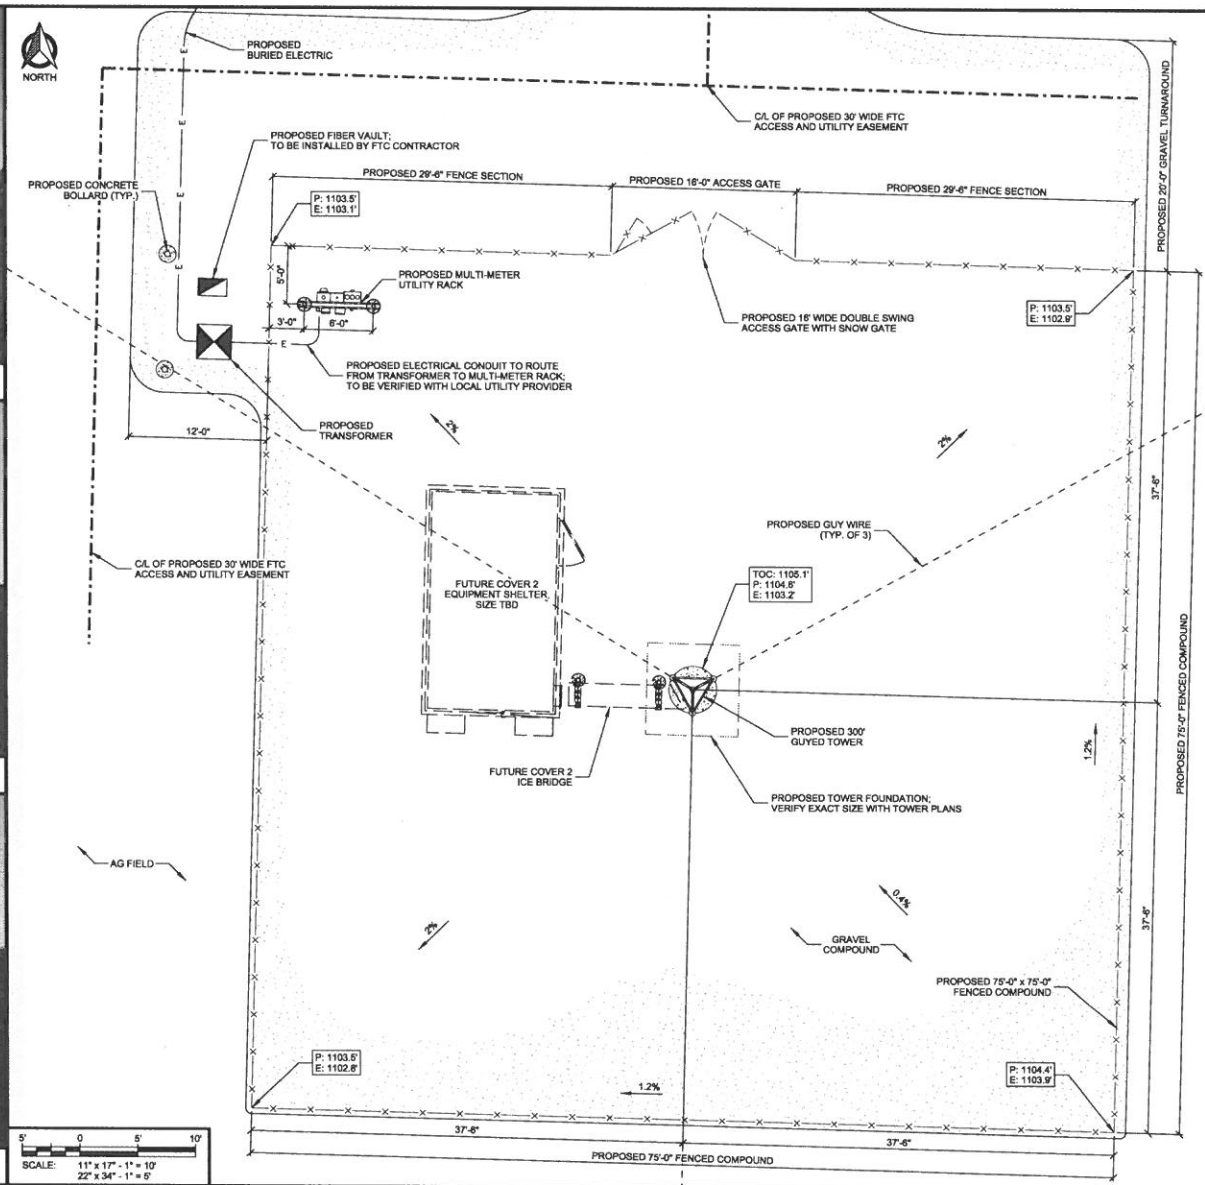 NORTH
PROPOSED
BURIED ELECTRIC
E
E
E
E
PROPOSED FIBER VAULT;
TO BE INSTALLED BY FTC CONTRACTOR
PROPOSED CONCRETE
BOLLARD (TYP.)
C/L OF PROPOSED 30' WIDE FTC
ACCESS AND UTILITY EASEMENT
PROPOSED 20'-0" GRAVEL TURNAROUND
PROPOSED 29'-6" FENCE SECTION
PROPOSED 16'-0" ACCESS GATE
PROPOSED 29'-6" FENCE SECTION
P: 1103.5'
E: 1103.1'
5'-0"
PROPOSED MULTI-METER
UTILITY RACK
3'-0"
6'-0"
PROPOSED 16' WIDE DOUBLE SWING
ACCESS GATE WITH SNOW GATE
P: 1103.5'
E: 1102.9'
PROPOSED ELECTRICAL CONDUIT TO ROUTE
FROM TRANSFORMER TO MULTI-METER RACK;
TO BE VERIFIED WITH LOCAL UTILITY PROVIDER
PROPOSED
TRANSFORMER
12'-0"
2%
2%
37'-6"
PROPOSED GUY WIRE
(TYP. OF 3)
C/L OF PROPOSED 30' WIDE FTC
ACCESS AND UTILITY EASEMENT
FUTURE COVER 2
EQUIPMENT SHELTER
SIZE TBD
TOC: 1105.1'
P: 1104.6'
E: 1103.2'
PROPOSED 75'-0" FENCED COMPOUND
PROPOSED 300'
GUYED TOWER
1.2%
FUTURE COVER 2
ICE BRIDGE
PROPOSED TOWER FOUNDATION;
VERIFY EXACT SIZE WITH TOWER PLANS
AG FIELD
0.4%
2%
GRAVEL
COMPOUND
37'-6"
PROPOSED 75'-0" x 75'-0"
FENCED COMPOUND
P: 1103.5'
E: 1102.8'
P: 1104.4'
E: 1103.9'
1.2%
37'-6"
37'-6"
PROPOSED 75'-0" FENCED COMPOUND
5' 0 5' 10'
SCALE: 11" x 17" - 1" = 10'
22" x 34" - 1" = 5'